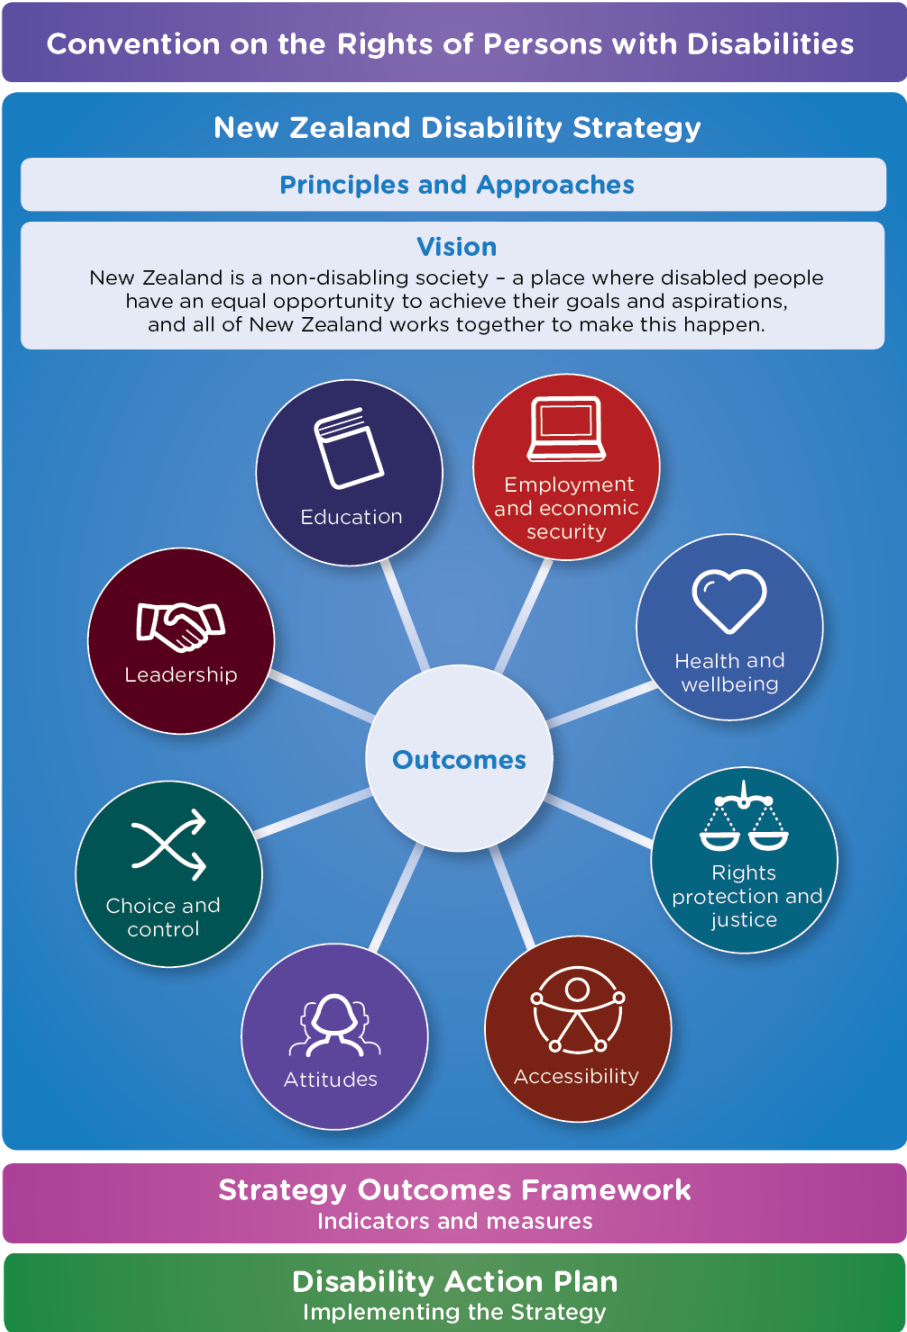 Convention on the Rights of Persons with Disabilities
New Zealand Disability Strategy
Principles and Approaches
Vision
New Zealand is a non-disabling society – a place where disabled people
have an equal opportunity to achieve their goals and aspirations,
and all of New Zealand works together to make this happen.
Education
Employment
and economic
security
Health and
wellbeing
Rights
protection and
justice
Accessibility
Attitudes
Choice and
control
Leadership
Outcomes
Strategy Outcomes Framework
Indicators and measures
Disability Action Plan
Implementing the Strategy